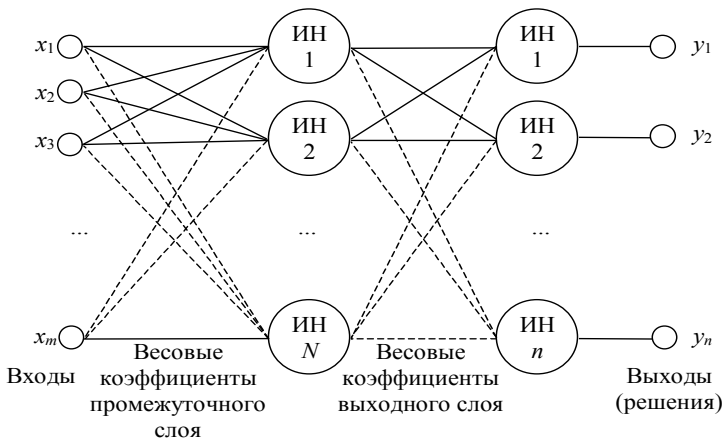 x1
ИН
1
ИН
1
y1
x2
x3
ИН
2
ИН
2
y2
...
...
...
xm
ИН
N
ИН
n
yn
Входы
Весовые
коэффициенты
промежуточного
слоя
Весовые
коэффициенты
выходного слоя
Выходы
(решения)